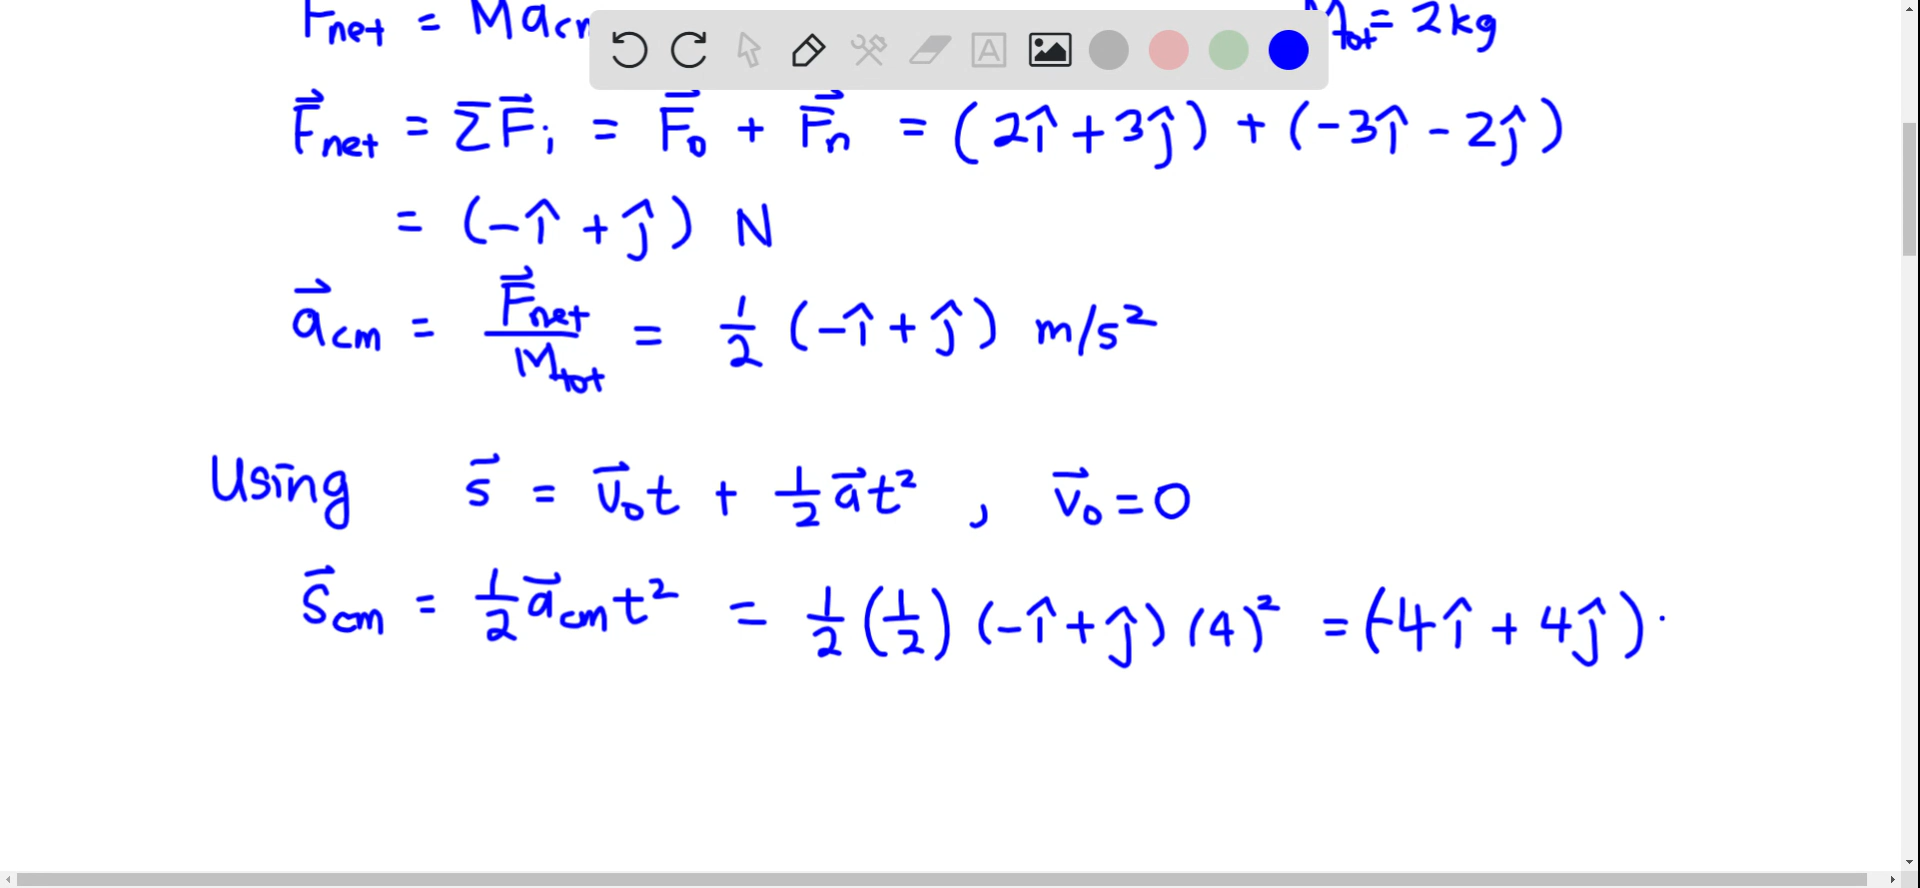 F_net = Ma_cm M_tot = 2kg
F⃗_net = ΣF⃗_i = F⃗_o + F⃗_n = (2î + 3ĵ) + (-3î - 2ĵ)
= (-î + ĵ) N
a⃗_cm = F⃗_net / M_tot = 1/2 (-î + ĵ) m/s²
Using s⃗ = v⃗_0 t + 1/2 a⃗t² , v⃗_0 = 0
s⃗_cm = 1/2 a⃗_cm t² = 1/2 (1/2) (-î + ĵ) (4)² = (-4î + 4ĵ)